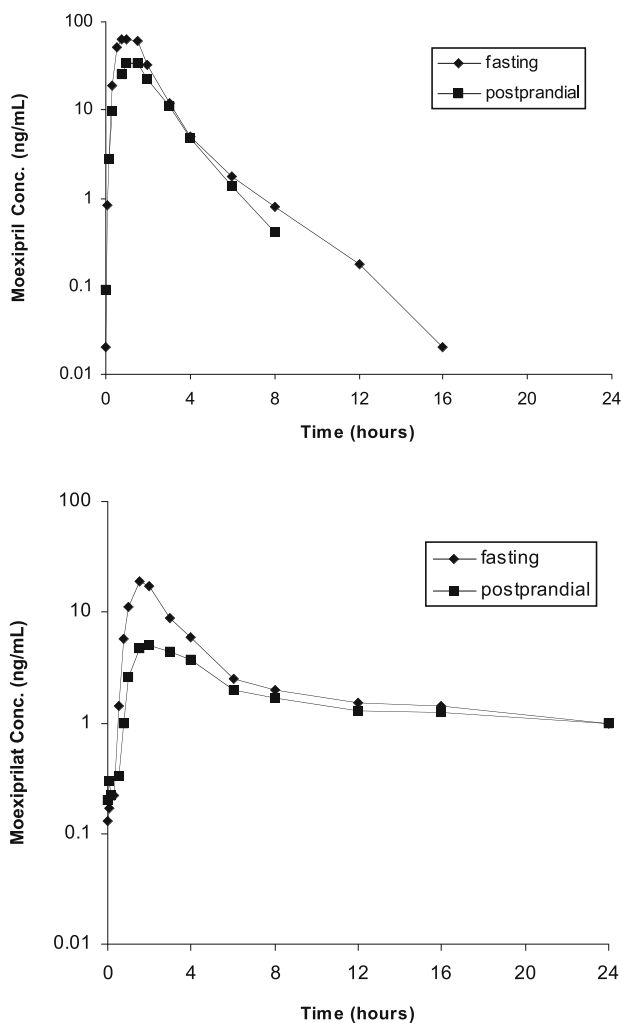 100
10
1
0.1
0.01
Moexipril Conc. (ng/mL)
fasting
postprandial
0 4 8 12 16 20 24
Time (hours)
100
10
1
0.1
0.01
Moexiprilat Conc. (ng/mL)
fasting
postprandial
0 4 8 12 16 20 24
Time (hours)